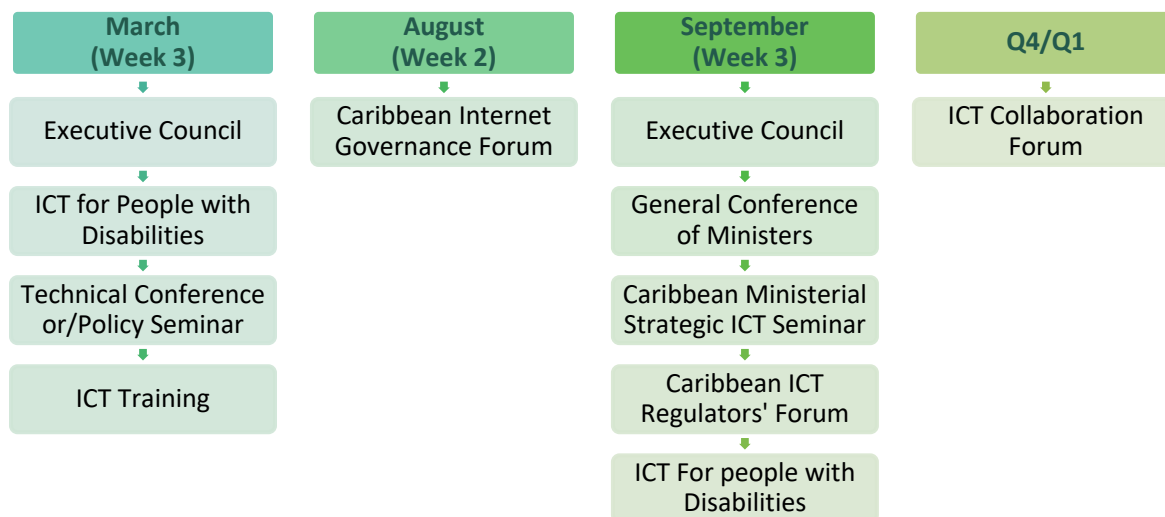 March
(Week 3)
Executive Council
ICT for People with
Disabilities
Technical Conference
or/Policy Seminar
ICT Training
August
(Week 2)
Caribbean Internet
Governance Forum
September
(Week 3)
Executive Council
General Conference
of Ministers
Caribbean Ministerial
Strategic ICT Seminar
Caribbean ICT
Regulators' Forum
ICT For people with
Disabilities
Q4/Q1
ICT Collaboration
Forum